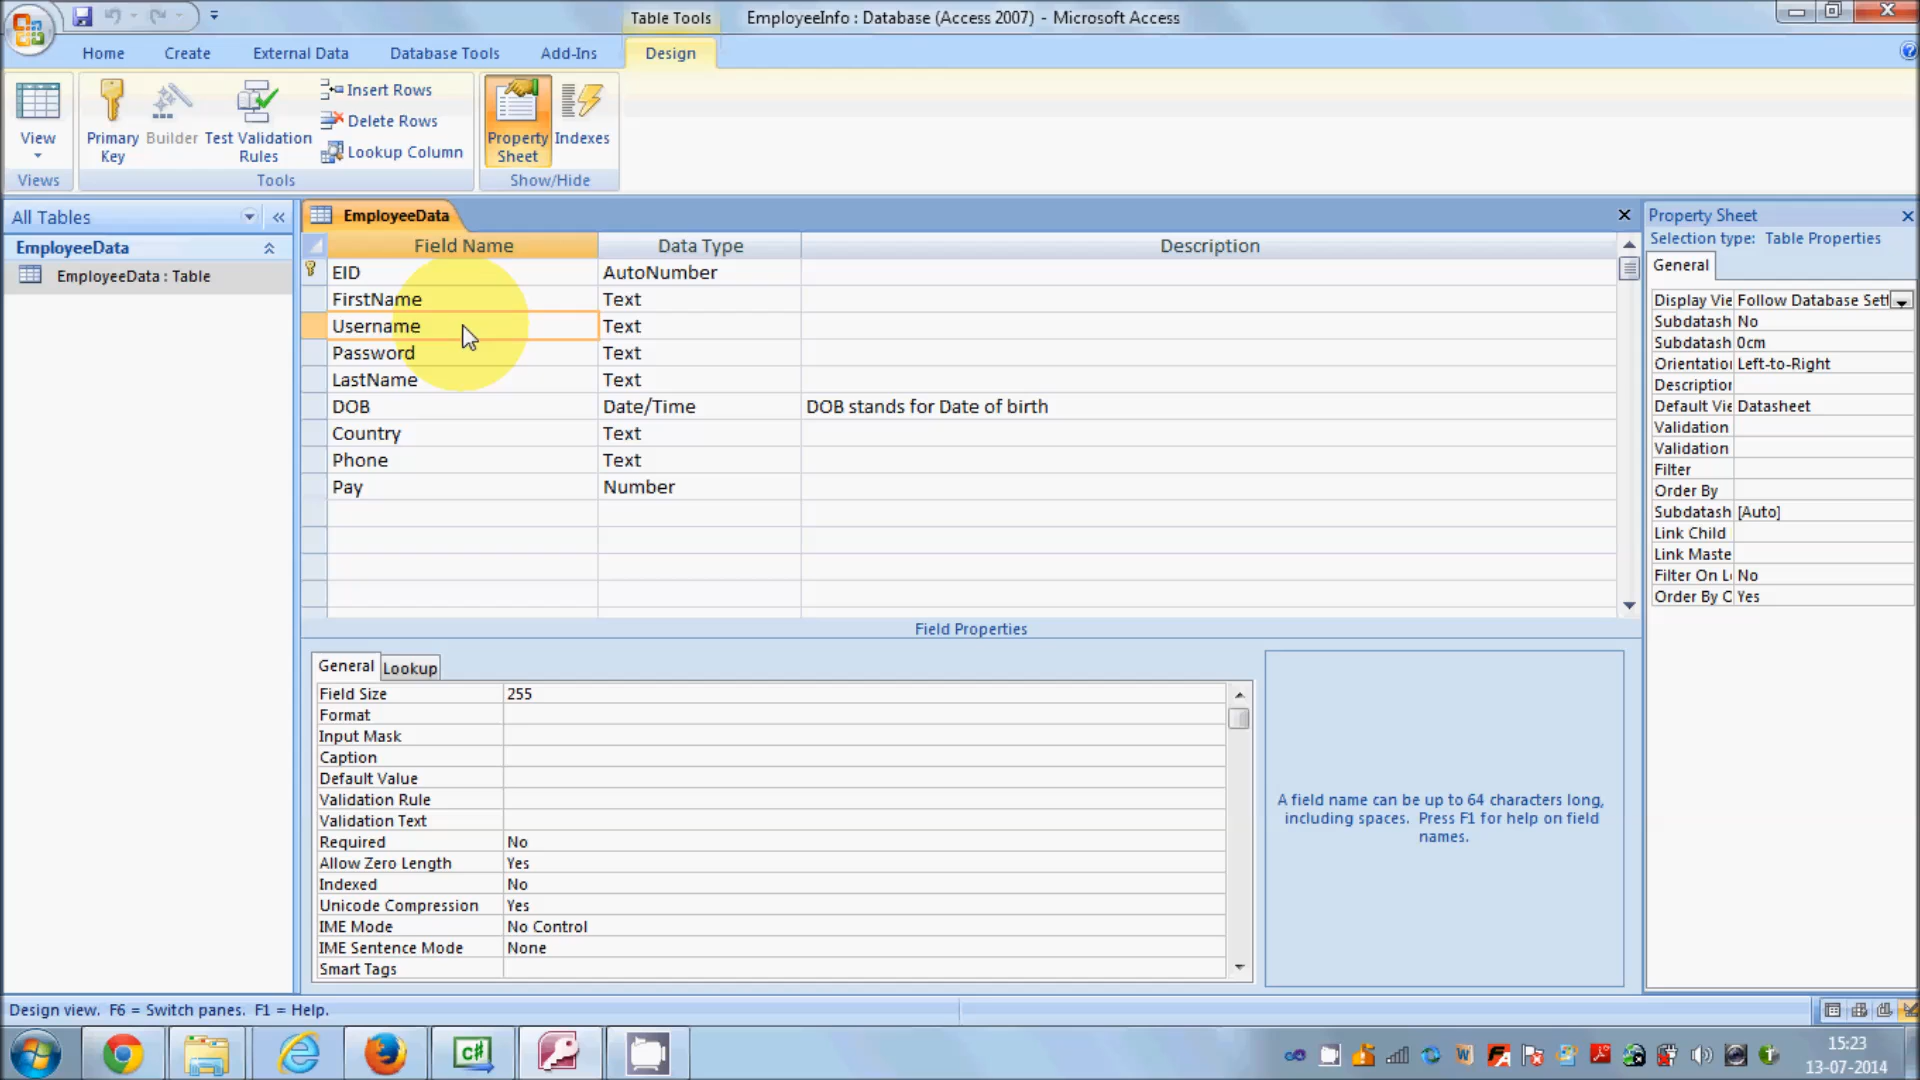 Table Tools
EmployeeInfo : Database (Access 2007) - Microsoft Access
Home Create External Data Database Tools Add-Ins Design
View
Primary Key
Builder
Test Validation Rules
Insert Rows
Delete Rows
Lookup Column
Property Sheet
Indexes
Views Tools Show/Hide
All Tables
EmployeeData
EmployeeData : Table
EmployeeData
Field Name Data Type Description
EID AutoNumber
FirstName Text
Username Text
Password Text
LastName Text
DOB Date/Time DOB stands for Date of birth
Country Text
Phone Text
Pay Number
Field Properties
General Lookup
Field Size 255
Format
Input Mask
Caption
Default Value
Validation Rule
Validation Text
Required No
Allow Zero Length Yes
Indexed No
Unicode Compression Yes
IME Mode No Control
IME Sentence Mode None
Smart Tags
A field name can be up to 64 characters long,
including spaces. Press F1 for help on field
names.
Property Sheet
Selection type: Table Properties
General
Display Vie Follow Database Sett
Subdatash No
Subdatash 0cm
Orientation Left-to-Right
Description
Default Vie Datasheet
Validation
Validation
Filter
Order By
Subdatash [Auto]
Link Child
Link Maste
Filter On Lo No
Order By O Yes
Design view. F6 = Switch panes. F1 = Help.
15:23
13-07-2014